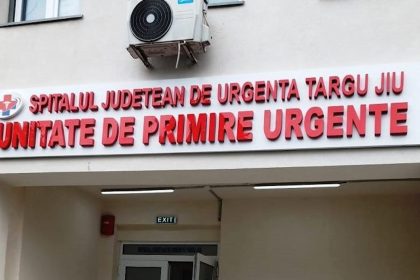 SPITALUL JUDETEAN DE URGENTA TARGU JIU
UNITATE DE PRIMIRE URGENTE
EXIT